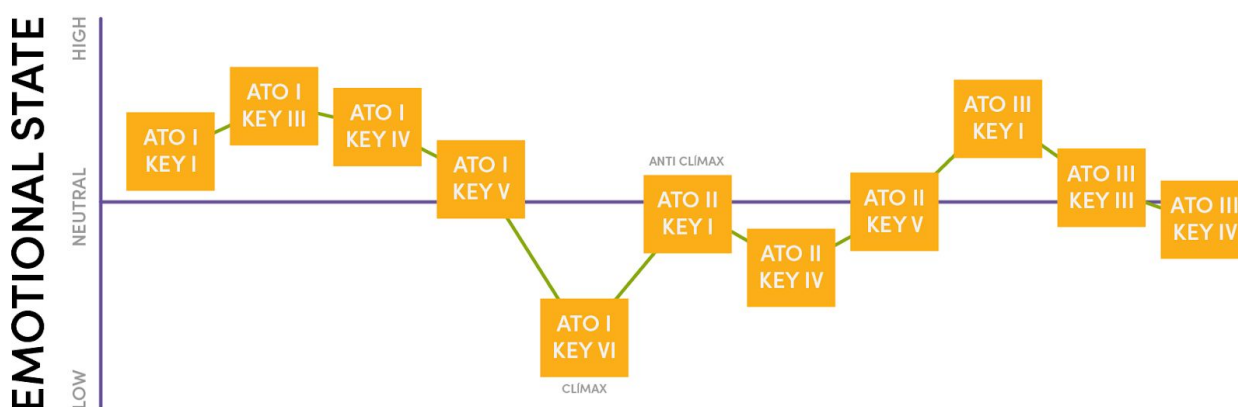 EMOTIONAL STATE
HIGH
NEUTRAL
LOW
ATO I
KEY I
ATO I
KEY III
ATO I
KEY IV
ATO I
KEY V
ATO I
KEY VI
CLÍMAX
ANTI CLÍMAX
ATO II
KEY I
ATO II
KEY IV
ATO II
KEY V
ATO III
KEY I
ATO III
KEY III
ATO III
KEY IV